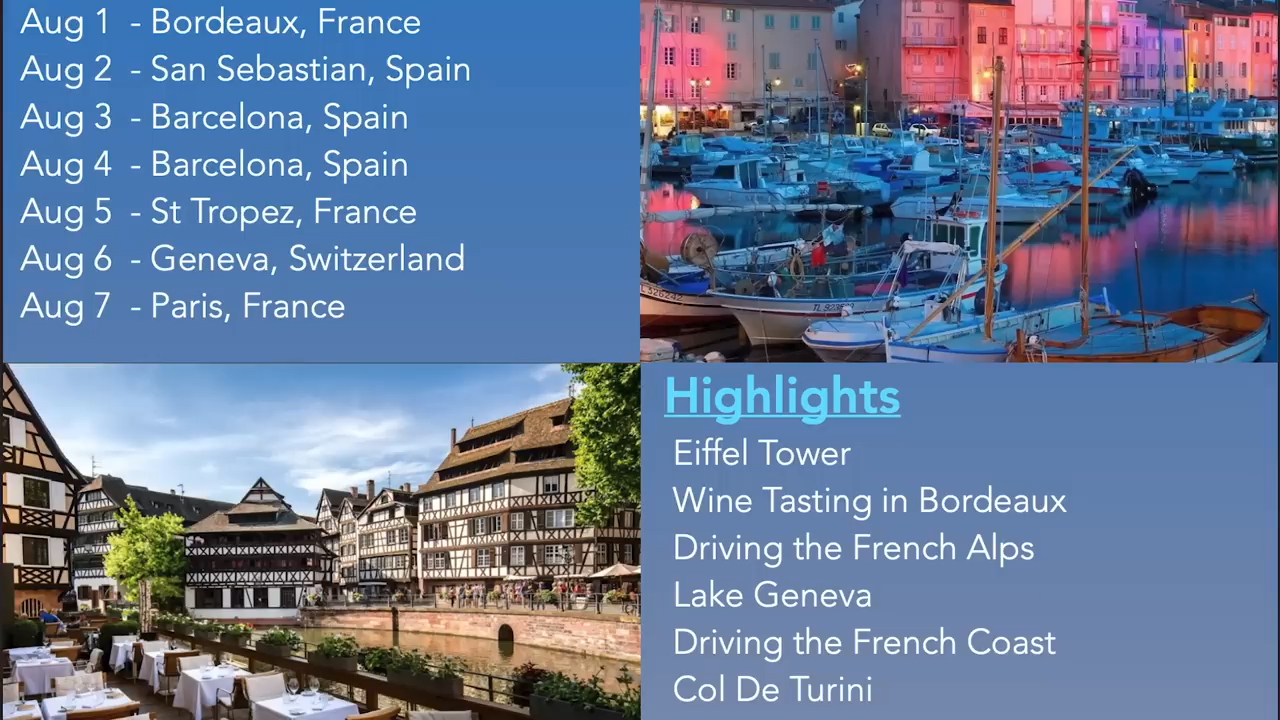 Aug 1 - Bordeaux, France
Aug 2 - San Sebastian, Spain
Aug 3 - Barcelona, Spain
Aug 4 - Barcelona, Spain
Aug 5 - St Tropez, France
Aug 6 - Geneva, Switzerland
Aug 7 - Paris, France
Highlights
Eiffel Tower
Wine Tasting in Bordeaux
Driving the French Alps
Lake Geneva
Driving the French Coast
Col De Turini